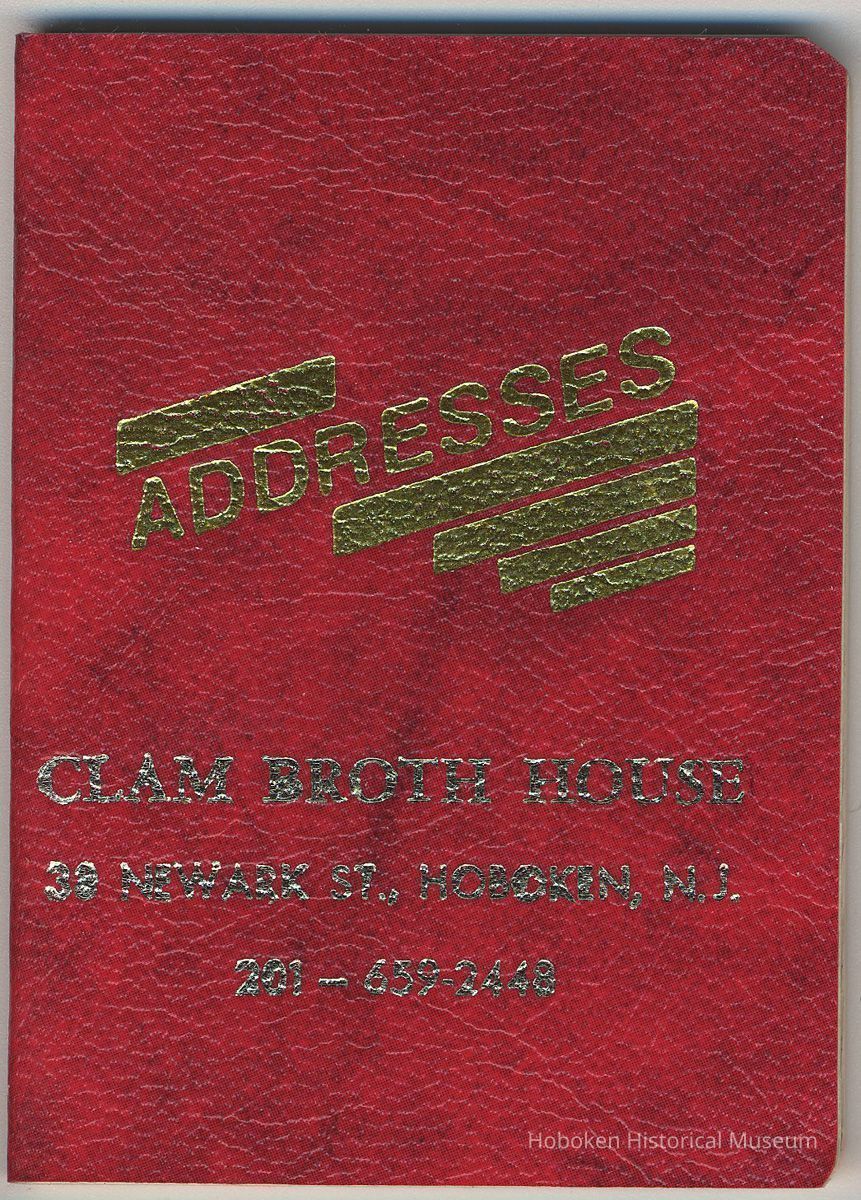 ADDRESSES
CLAM BROTH HOUSE
38 NEWARK ST., HOBOKEN, N.J.
201 — 659-2448
Hoboken Historical Museum